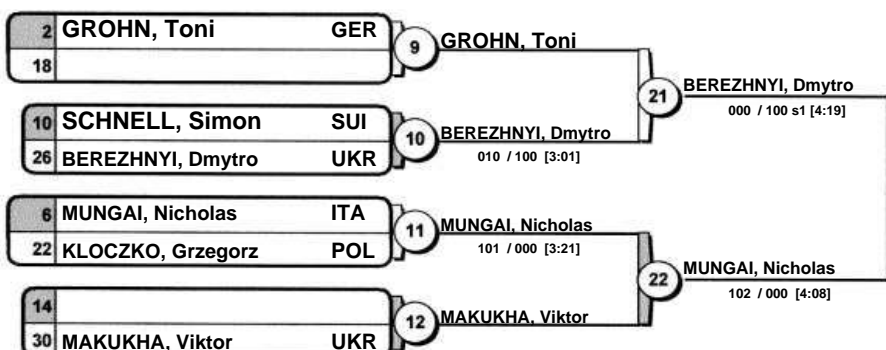 2 GROHN, Toni GER
18
9
GROHN, Toni
10 SCHNELL, Simon SUI
26 BEREZHNYI, Dmytro UKR
10
BEREZHNYI, Dmytro
010 / 100 [3:01]
21
BEREZHNYI, Dmytro
000 / 100 s1 [4:19]
6 MUNGAI, Nicholas ITA
22 KLOCZKO, Grzegorz POL
11
MUNGAI, Nicholas
101 / 000 [3:21]
14
30 MAKUKHA, Viktor UKR
12
MAKUKHA, Viktor
22
MUNGAI, Nicholas
102 / 000 [4:08]